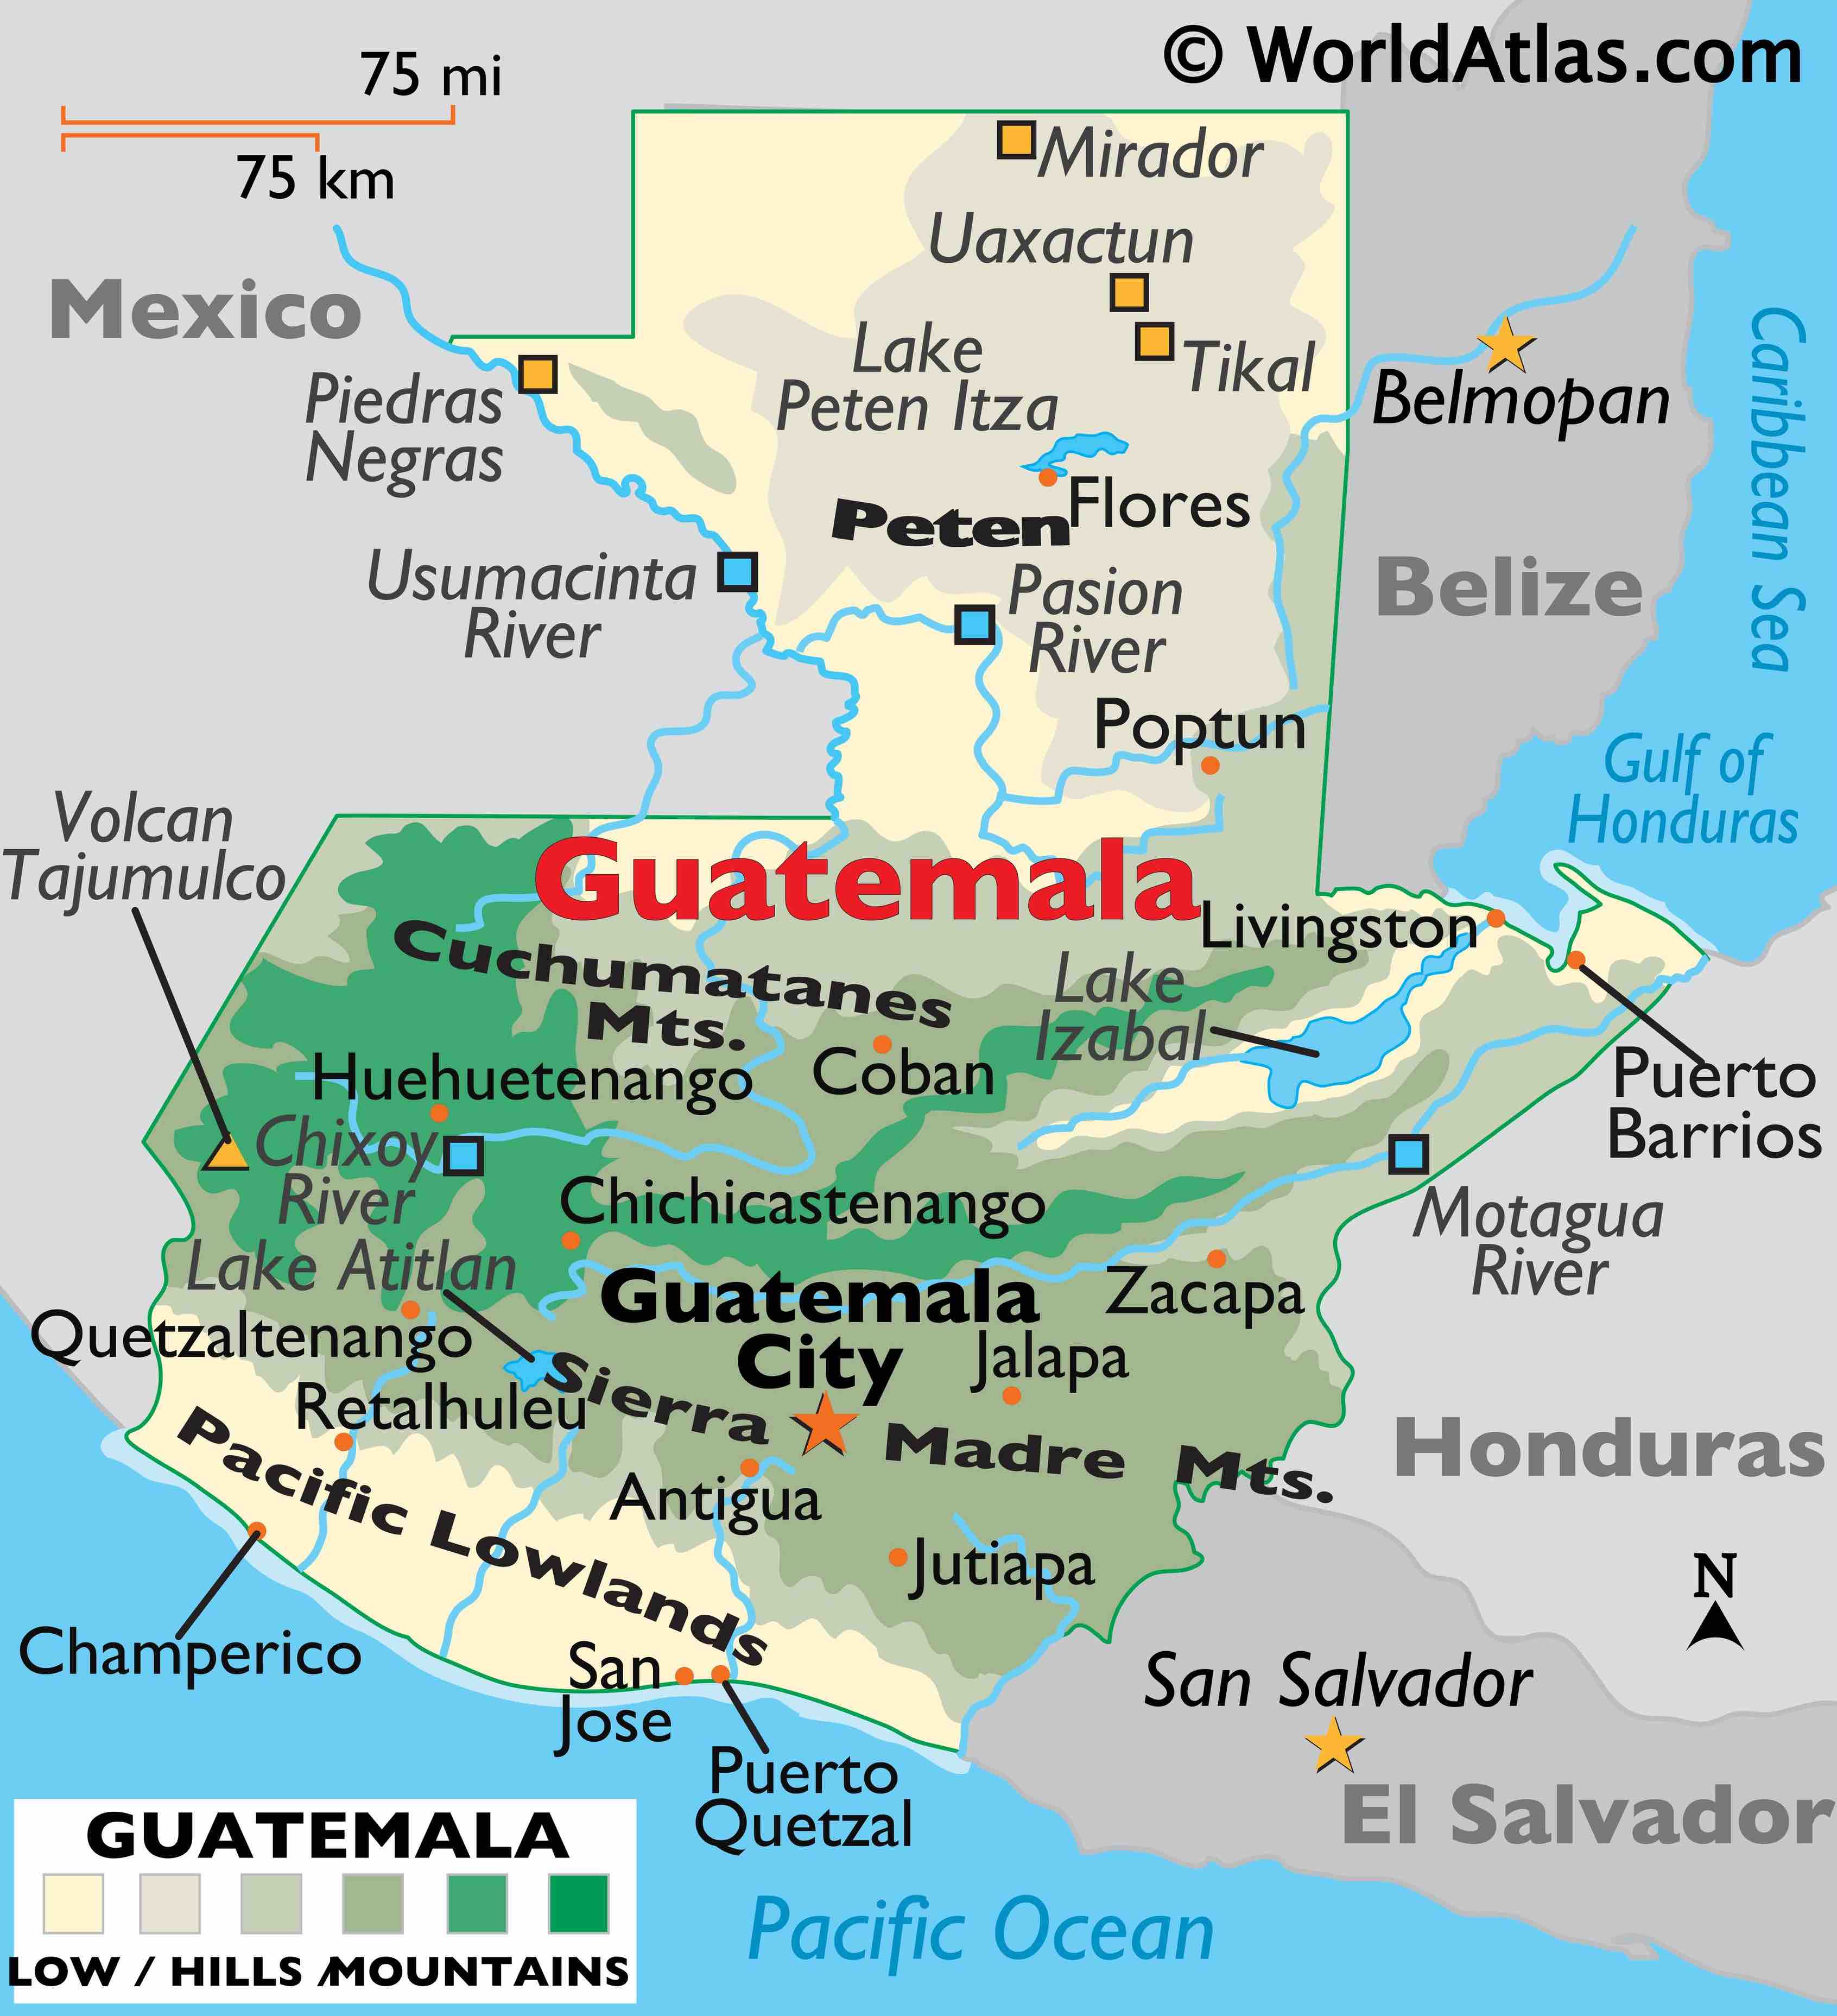 © WorldAtlas.com
75 mi
75 km
Mirador
Uaxactun
Mexico
Lake
Peten Itza
Tikal
Piedras
Negras
Belmopan
Caribbean Sea
Flores
Peten
Usumacinta
River
Pasion
River
Belize
Poptun
Gulf of
Honduras
Volcan
Tajumulco
Guatemala
Livingston
Cuchumatanes
Mts.
Lake
Izabal
Huehuetenango
Coban
Puerto
Barrios
Chixoy
River
Chichicastenango
Motagua
River
Lake Atitlan
Guatemala
City
Zacapa
Quetzaltenango
Jalapa
Retalhuleu
Sierra Madre Mts.
Honduras
Pacific Lowlands
Antigua
Jutiapa
N
Champerico
San
Jose
San Salvador
Puerto
Quetzal
El Salvador
GUATEMALA
LOW / HILLS /MOUNTAINS
Pacific Ocean